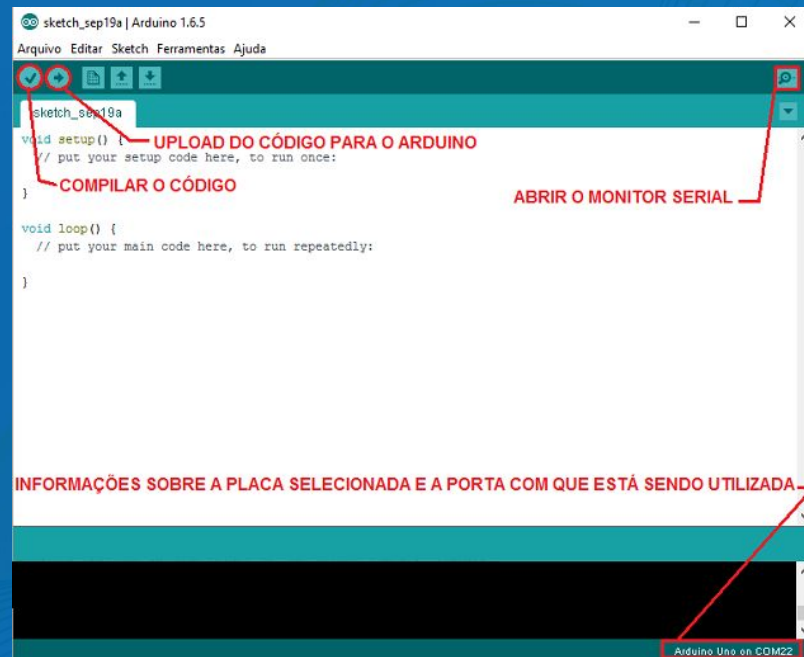 sketch_sep19a | Arduino 1.6.5
Arquivo Editar Sketch Ferramentas Ajuda
sketch_sep19a
void setup() {
UPLOAD DO CÓDIGO PARA O ARDUINO
// put your setup code here, to run once:
COMPILAR O CÓDIGO
}
ABRIR O MONITOR SERIAL
void loop() {
// put your main code here, to run repeatedly:
}
INFORMAÇÕES SOBRE A PLACA SELECIONADA E A PORTA COM QUE ESTÁ SENDO UTILIZADA
Arduino Uno on COM22